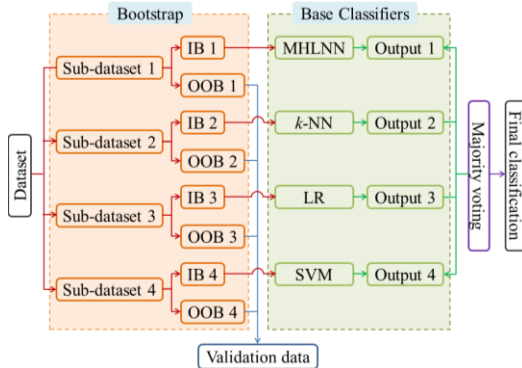 Bootstrap
Base Classifiers
Dataset
Sub-dataset 1
IB 1
OOB 1
MHLNN
Output 1
Sub-dataset 2
IB 2
OOB 2
k-NN
Output 2
Sub-dataset 3
IB 3
OOB 3
LR
Output 3
Sub-dataset 4
IB 4
OOB 4
SVM
Output 4
Majority voting
Final classification
Validation data